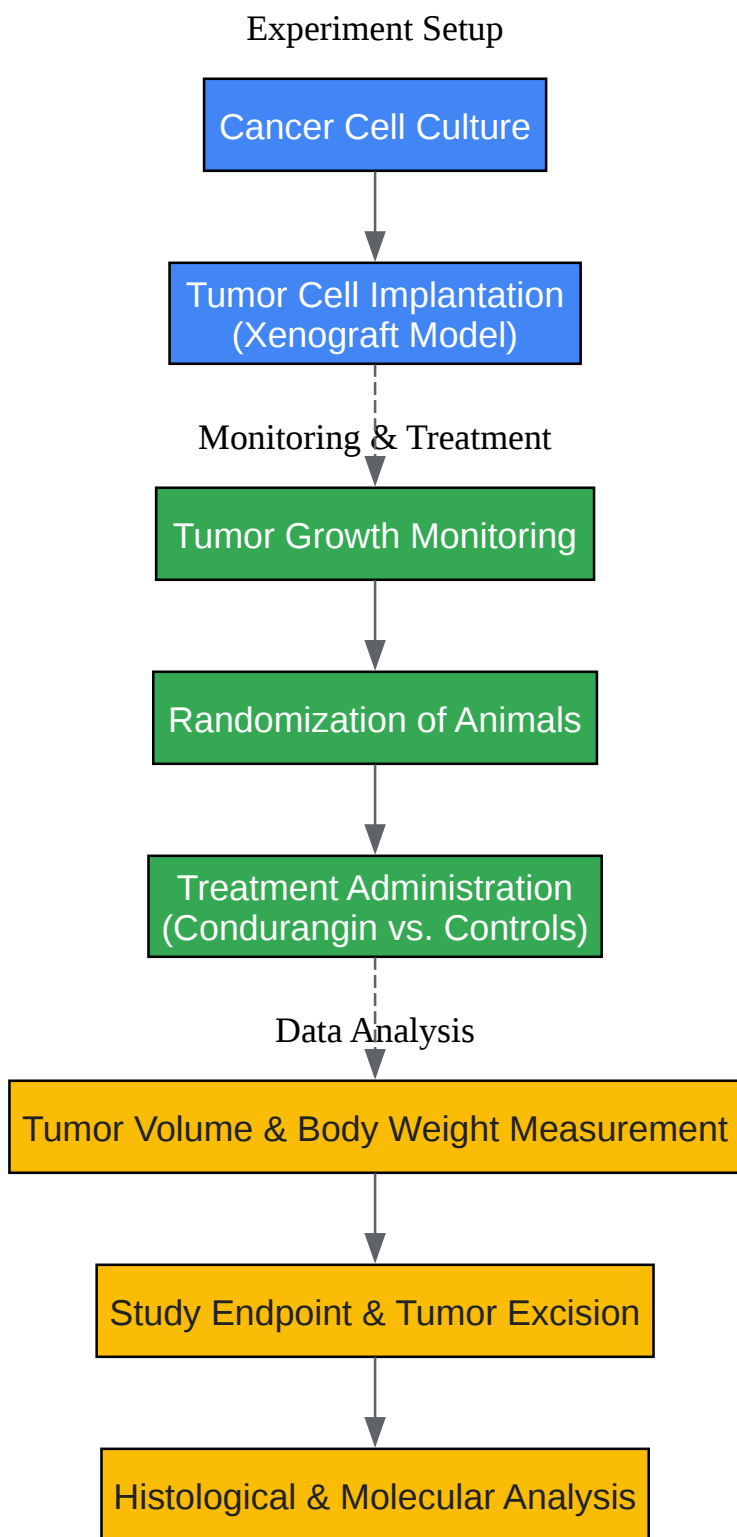 Experiment Setup
Cancer Cell Culture
Tumor Cell Implantation
(Xenograft Model)
Monitoring & Treatment
Tumor Growth Monitoring
Randomization of Animals
Treatment Administration
(Condurangin vs. Controls)
Data Analysis
Tumor Volume & Body Weight Measurement
Study Endpoint & Tumor Excision
Histological & Molecular Analysis